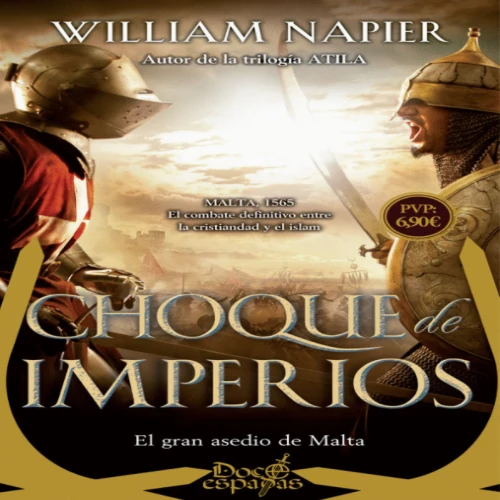 WILLIAM NAPIER
Autor de la trilogía ATILA
MALTA, 1565
El combate definitivo entre
la cristiandad y el islam
PVP:
6,90€
CHOQUE de
IMPERIOS
El gran asedio de Malta
Doce
espadas